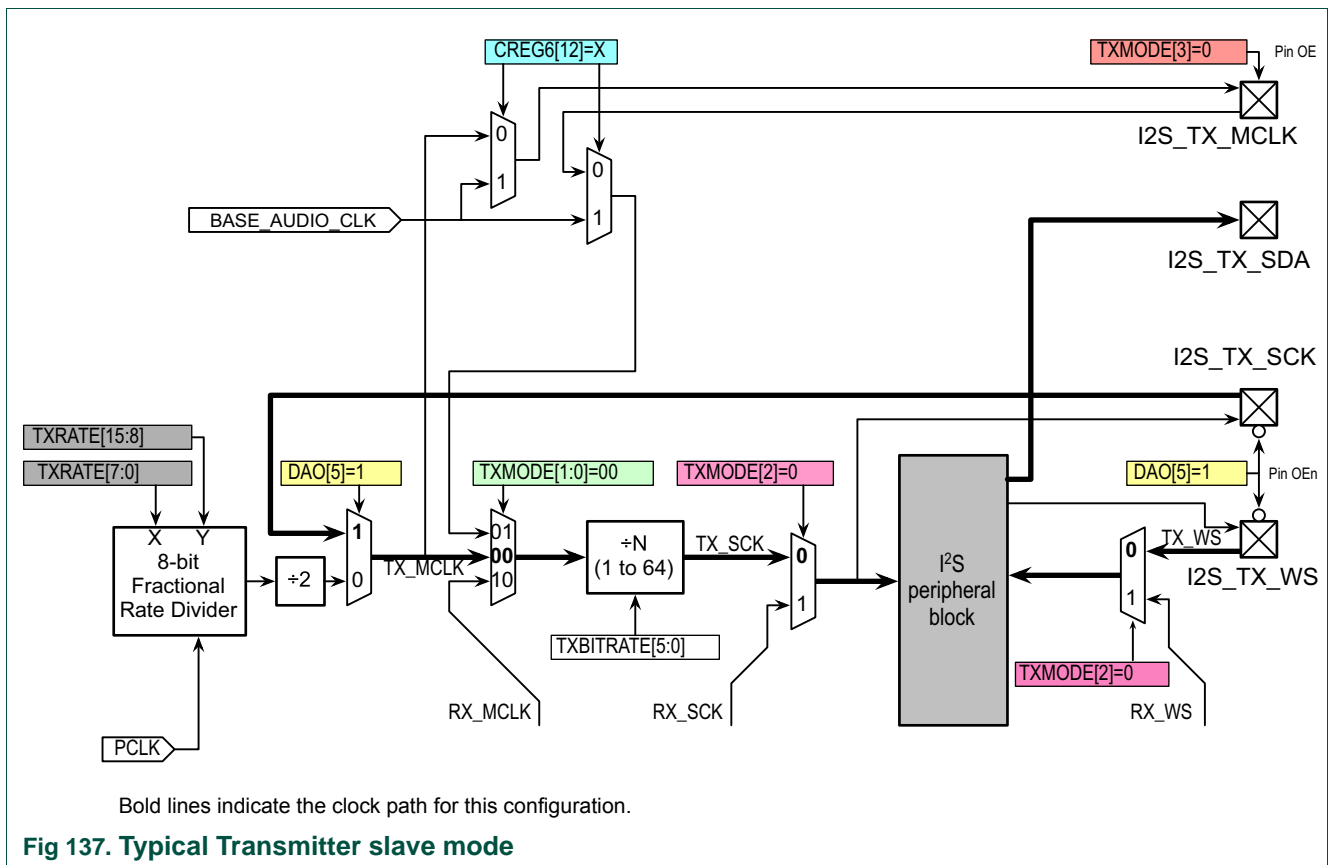 CREG6[12]=X
TXMODE[3]=0
Pin OE
0
1
0
1
I2S_TX_MCLK
BASE_AUDIO_CLK
I2S_TX_SDA
I2S_TX_SCK
TXRATE[15:8]
TXRATE[7:0]
DAO[5]=1
TXMODE[1:0]=00
TXMODE[2]=0
DAO[5]=1
Pin OEn
X
Y
8-bit
Fractional
Rate Divider
÷2
1
0
TX_MCLK
01
00
10
÷N
(1 to 64)
TX_SCK
0
1
I²S
peripheral
block
0
1
TX_WS
I2S_TX_WS
TXBITRATE[5:0]
TXMODE[2]=0
RX_MCLK
RX_SCK
RX_WS
PCLK
Bold lines indicate the clock path for this configuration.
Fig 137. Typical Transmitter slave mode